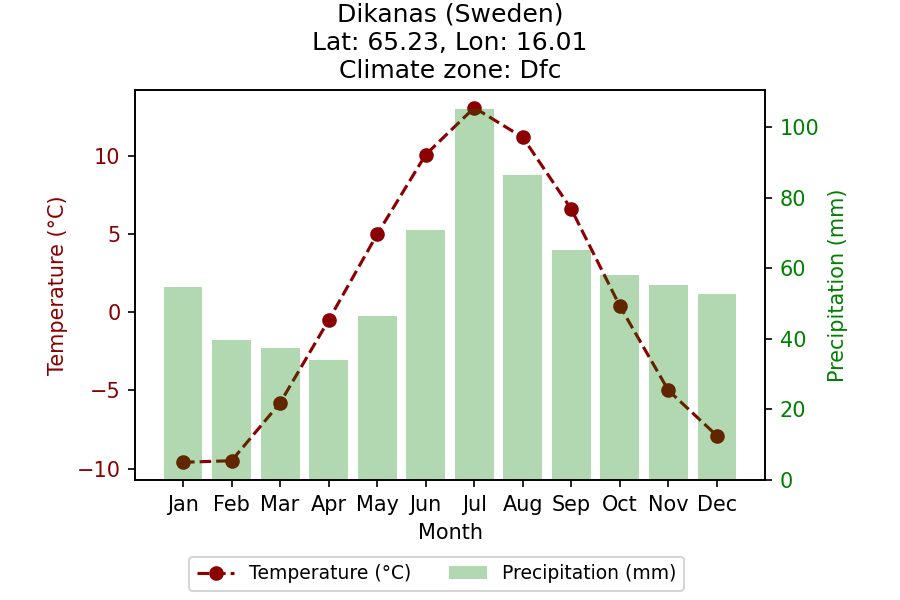 Dikanas (Sweden)
Lat: 65.23, Lon: 16.01
Climate zone: Dfc
Temperature (°C)
10
5
0
−5
−10
100
80
60
40
20
0
Precipitation (mm)
Jan Feb Mar Apr May Jun Jul Aug Sep Oct Nov Dec
Month
Temperature (°C) Precipitation (mm)